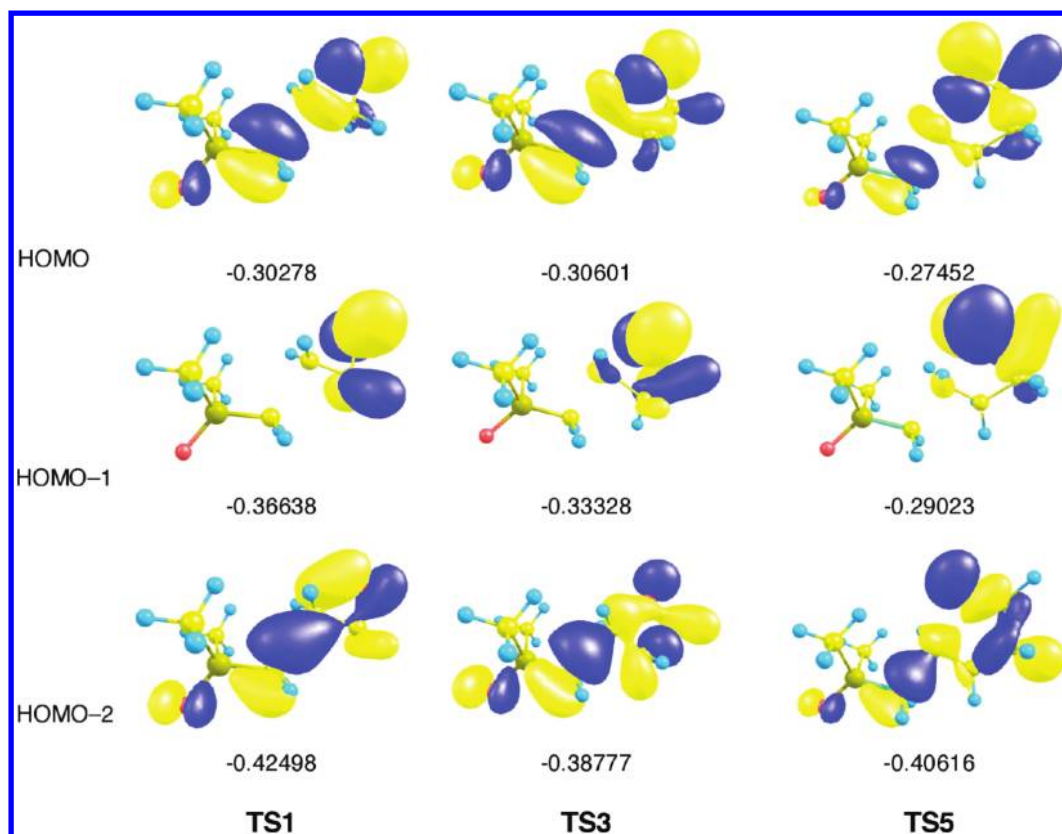 HOMO
-0.30278 -0.30601 -0.27452
HOMO–1
-0.36638 -0.33328 -0.29023
HOMO–2
-0.42498 -0.38777 -0.40616
TS1 TS3 TS5